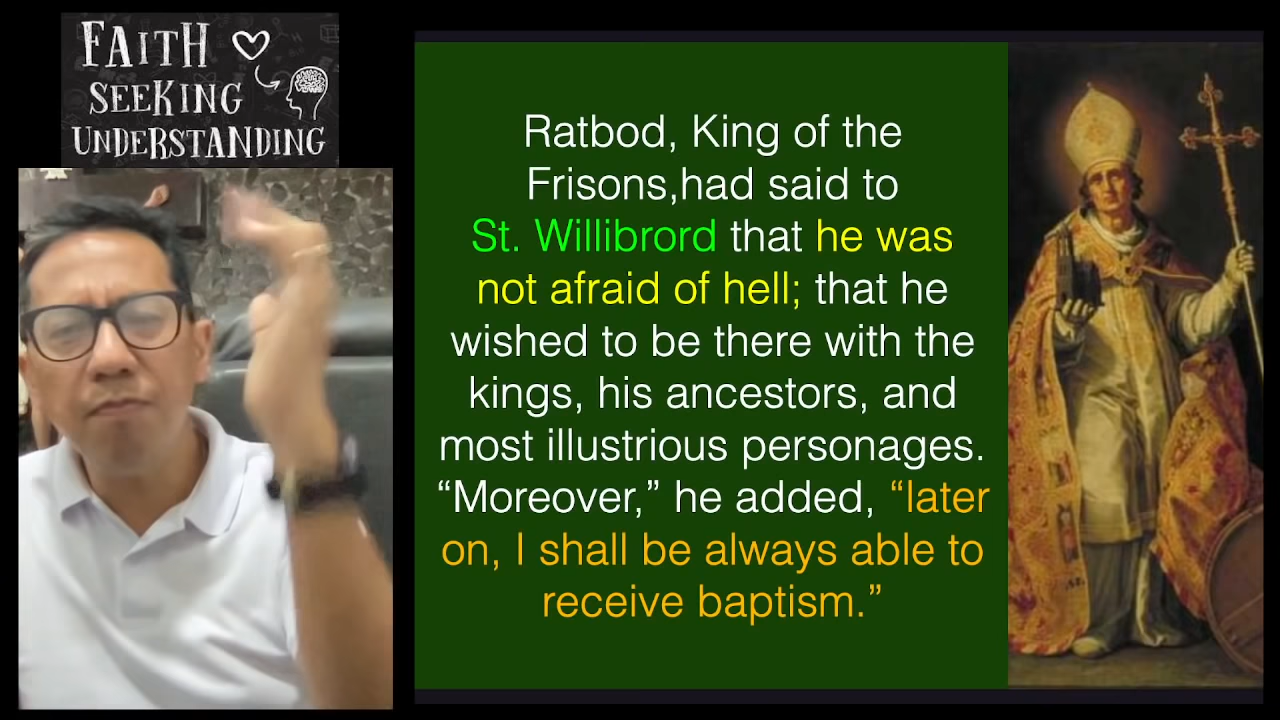 FAITH
SEEKING
UNDERSTANDING
Ratbod, King of the
Frisons,had said to
St. Willibrord that he was
not afraid of hell; that he
wished to be there with the
kings, his ancestors, and
most illustrious personages.
“Moreover,” he added, “later
on, I shall be always able to
receive baptism.”